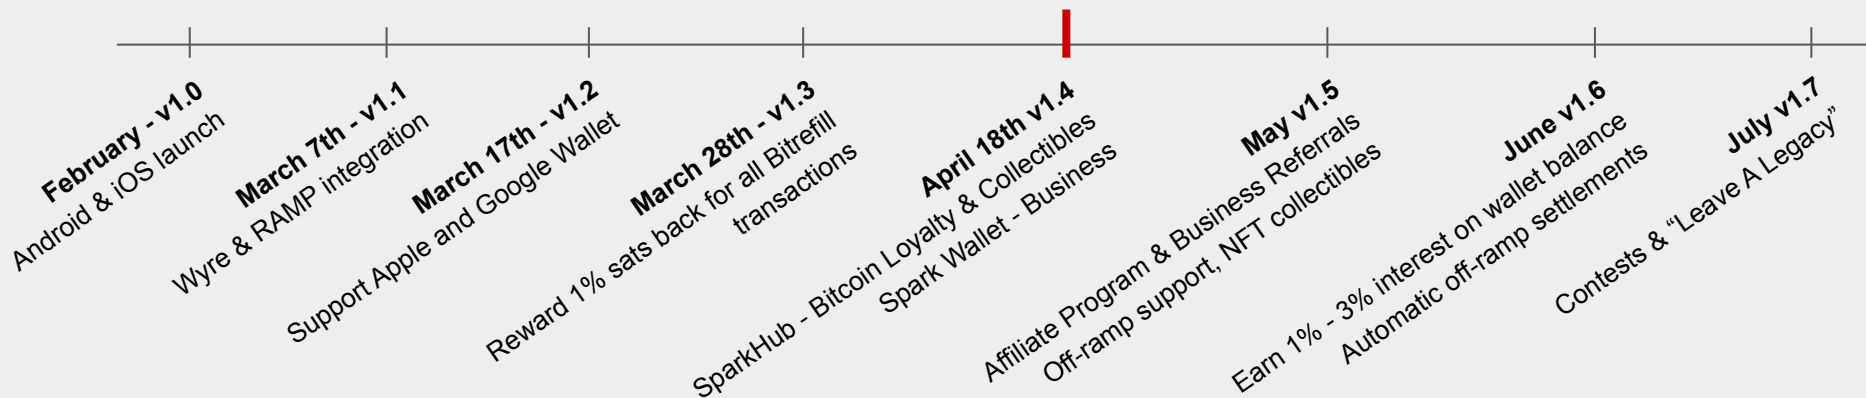 February - v1.0
Android & iOS launch
March 7th - v1.1
Wyre & RAMP integration
March 17th - v1.2
Support Apple and Google Wallet
March 28th - v1.3
Reward 1% sats back for all Bitrefill
transactions
April 18th v1.4
SparkHub - Bitcoin Loyalty & Collectibles
Spark Wallet - Business
May v1.5
Affiliate Program & Business Referrals
Off-ramp support, NFT collectibles
June v1.6
Earn 1% - 3% interest on wallet balance
Automatic off-ramp settlements
July v1.7
Contests & “Leave A Legacy”